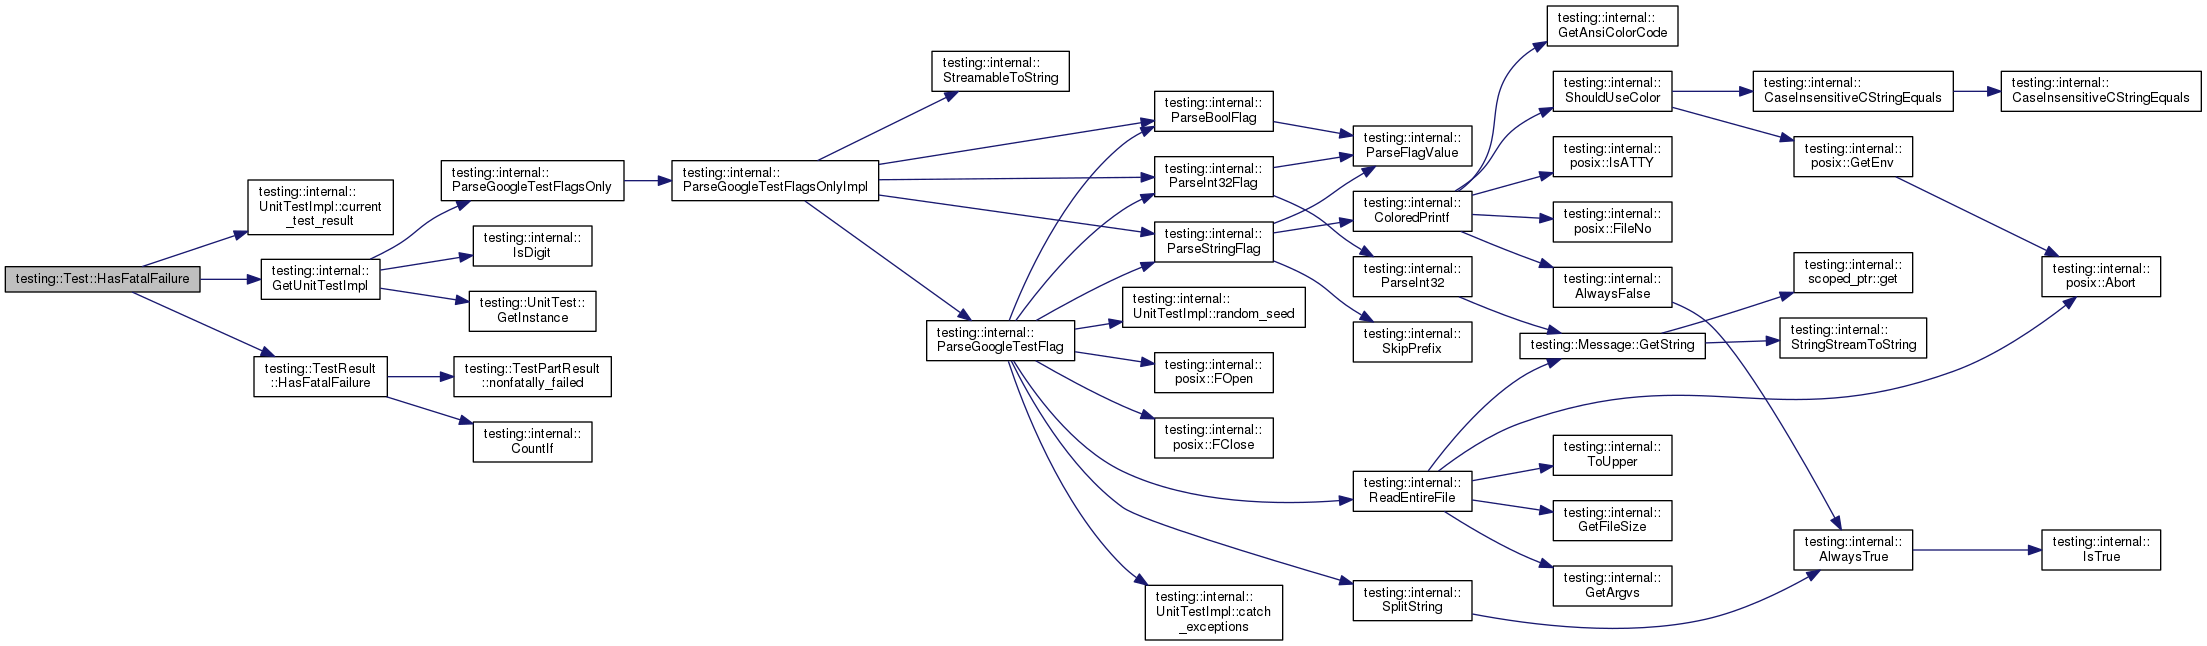 testing::Test::HasFatalFailure
testing::internal::
UnitTestImpl::current
_test_result
testing::internal::
GetUnitTestImpl
testing::TestResult
::HasFatalFailure
testing::internal::
ParseGoogleTestFlagsOnly
testing::internal::
IsDigit
testing::UnitTest::
GetInstance
testing::TestPartResult
::nonfatally_failed
testing::internal::
CountIf
testing::internal::
ParseGoogleTestFlagsOnlyImpl
testing::internal::
StreamableToString
testing::internal::
ParseGoogleTestFlag
testing::internal::
ParseBoolFlag
testing::internal::
ParseInt32Flag
testing::internal::
ParseStringFlag
testing::internal::
UnitTestImpl::random_seed
testing::internal::
posix::FOpen
testing::internal::
posix::FClose
testing::internal::
UnitTestImpl::catch
_exceptions
testing::internal::
ParseFlagValue
testing::internal::
ColoredPrintf
testing::internal::
ParseInt32
testing::internal::
SkipPrefix
testing::internal::
ReadEntireFile
testing::internal::
SplitString
testing::internal::
GetAnsiColorCode
testing::internal::
ShouldUseColor
testing::internal::
posix::IsATTY
testing::internal::
posix::FileNo
testing::internal::
AlwaysFalse
testing::Message::GetString
testing::internal::
ToUpper
testing::internal::
GetFileSize
testing::internal::
GetArgvs
testing::internal::
CaseInsensitiveCStringEquals
testing::internal::
posix::GetEnv
testing::internal::
scoped_ptr::get
testing::internal::
StringStreamToString
testing::internal::
AlwaysTrue
testing::internal::
CaseInsensitiveCStringEquals
testing::internal::
posix::Abort
testing::internal::
IsTrue